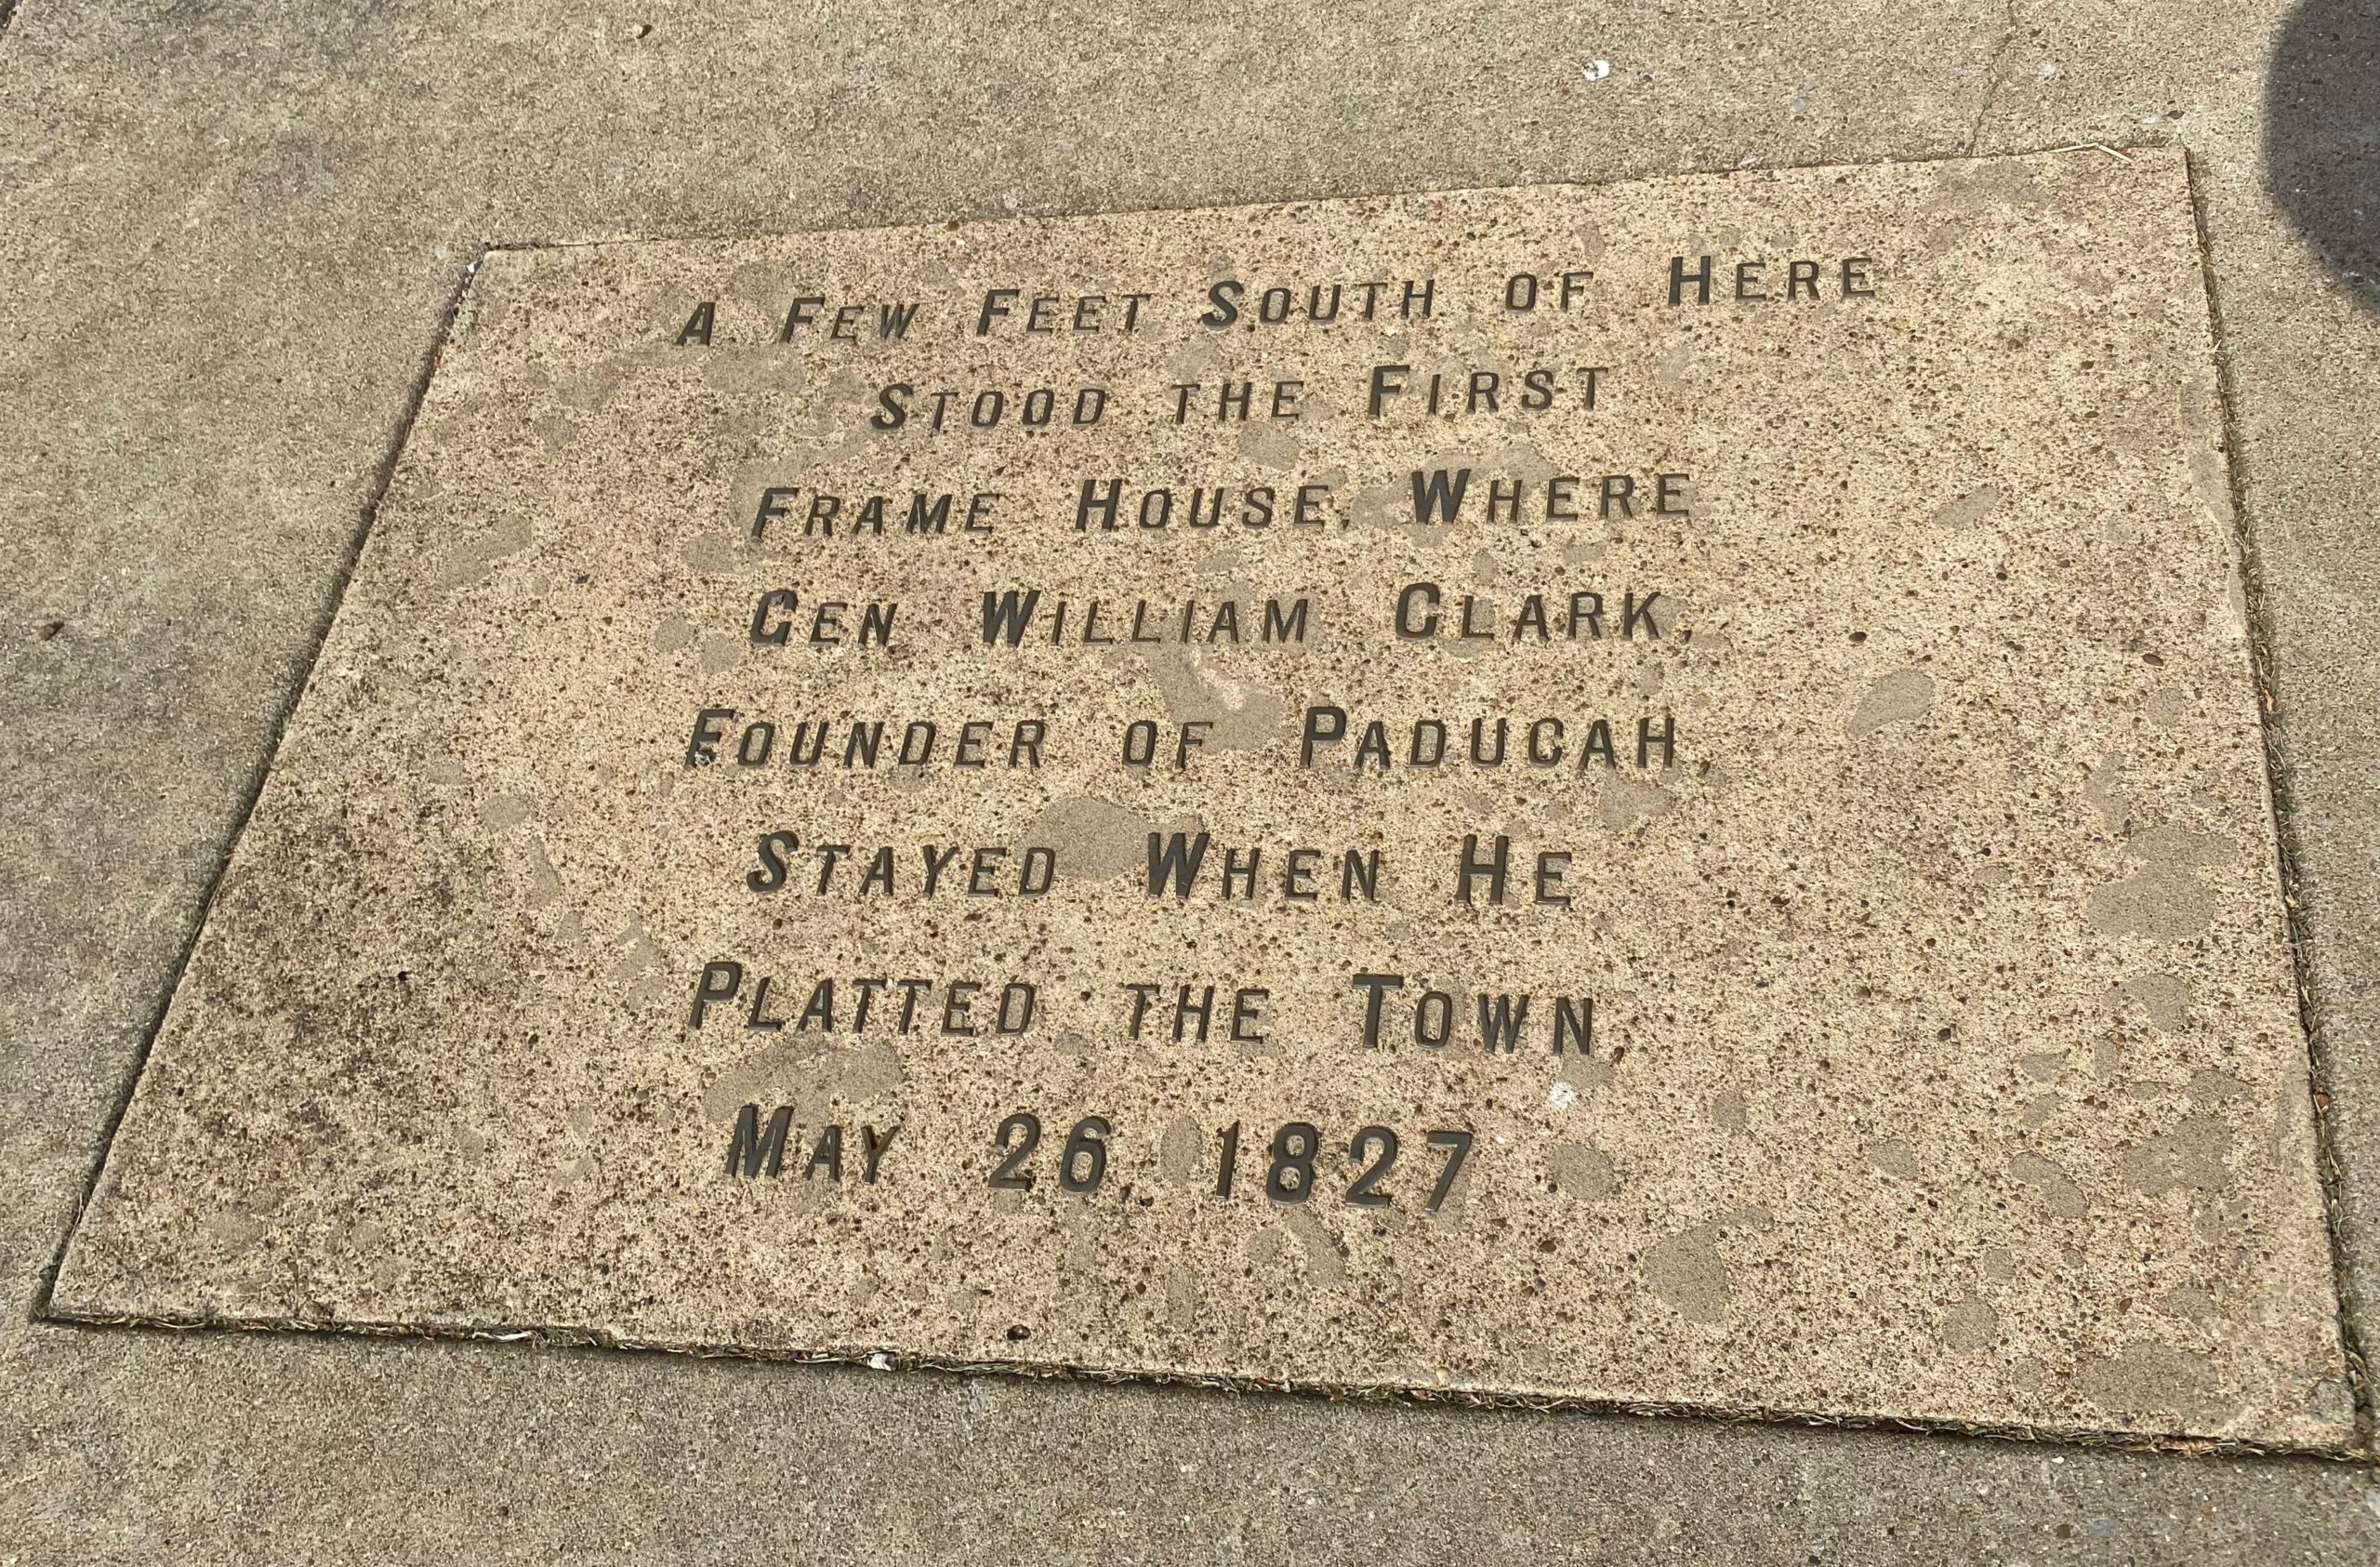 A FEW FEET SOUTH OF HERE
STOOD THE FIRST
FRAME HOUSE, WHERE
GEN WILLIAM CLARK,
FOUNDER OF PADUCAH,
STAYED WHEN HE
PLATTED THE TOWN,
MAY 26, 1827